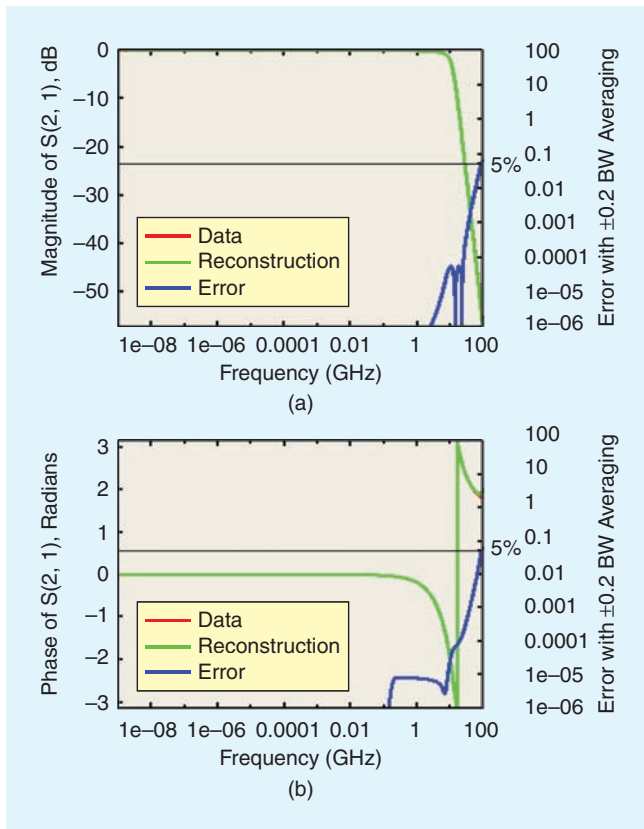 Magnitude of S(2, 1), dB
0
−10
−20
−30
−40
−50
100
10
1
0.1
5%
0.01
0.001
0.0001
1e−05
1e−06
Error with ±0.2 BW Averaging
Data
Reconstruction
Error
1e−08 1e−06 0.0001 0.01 1 100
Frequency (GHz)
(a)
Phase of S(2, 1), Radians
3
2
1
0
−1
−2
−3
100
10
1
0.1
5%
0.01
0.001
0.0001
1e−05
1e−06
Error with ±0.2 BW Averaging
Data
Reconstruction
Error
1e−08 1e−06 0.0001 0.01 1 100
Frequency (GHz)
(b)